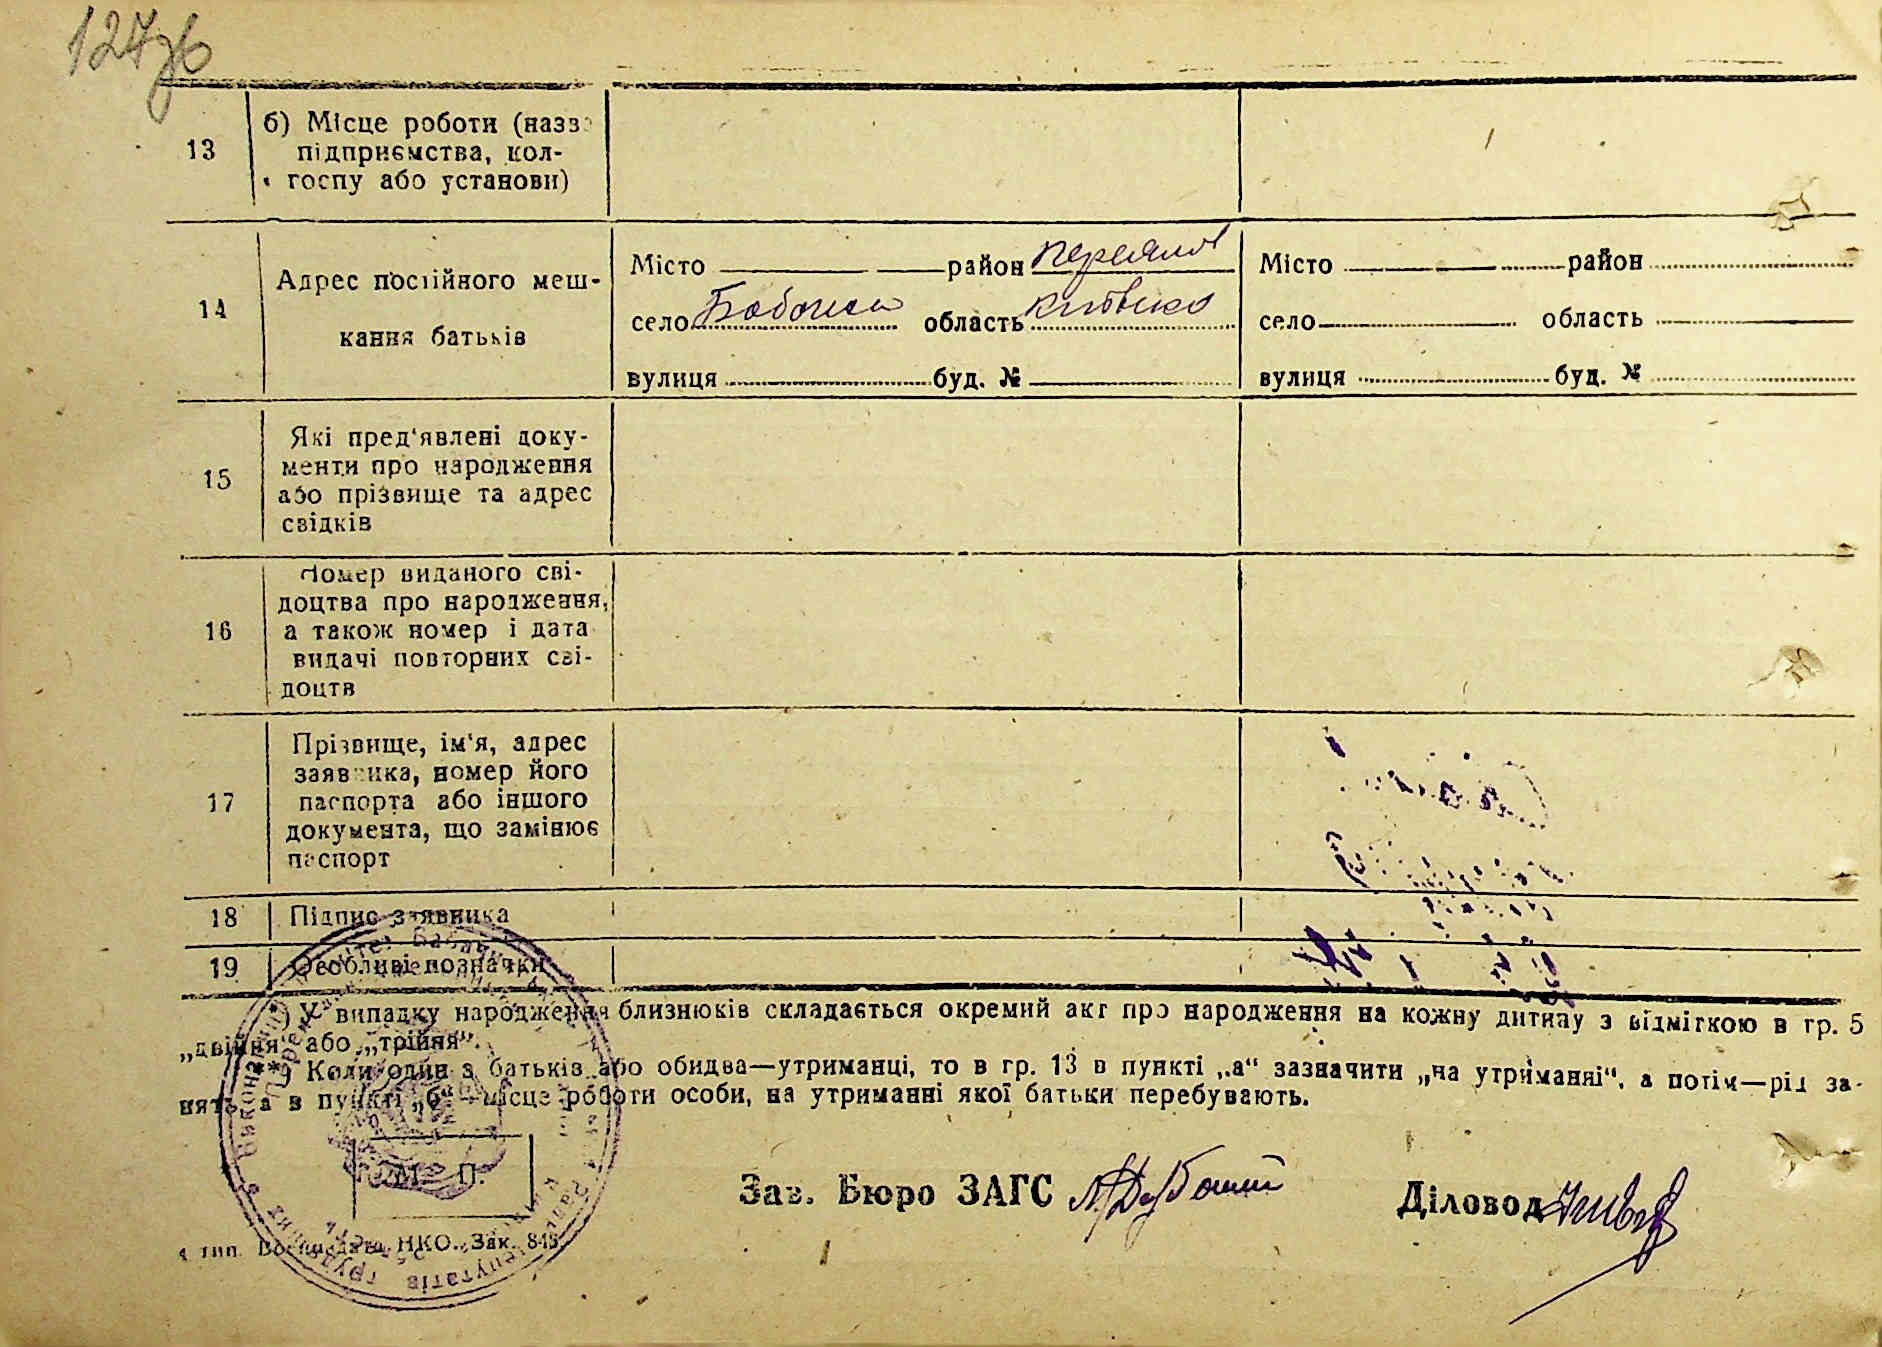 13
б) Місце роботи (назва
підприємства, кол-
госпу або установи)
14
Адрес постійного меш-
кання батьків
Місто район Переясл
село область Київська
вулиця буд. №
Місто район
село область
вулиця буд. №
15
Які пред'явлені доку-
менти про народження
або прізвище та адрес
свідків
16
Номер виданого сві-
доцтва про народження,
а також номер і дата
видачі повторних сві-
доцтв
17
Прізвище, ім'я, адрес
заявника, номер його
паспорта або іншого
документа, що замінює
паспорт
18 Підпис заявника
19 Особливі позначки
*) У випадку народження близнюків складається окремий акт про народження на кожну дитину з відміткою в гр. 5
„двійня“ або „трійня“.
**) Коли один з батьків або обидва—утриманці, то в гр. 13 в пункті „а“ зазначити „на утриманні“, а потім—рід за-
нять, а в пункті „б“ місце роботи особи, на утриманні якої батьки перебувають.
М. П.
Зав. Бюро ЗАГС
Діловод
НКО. Зак. 845